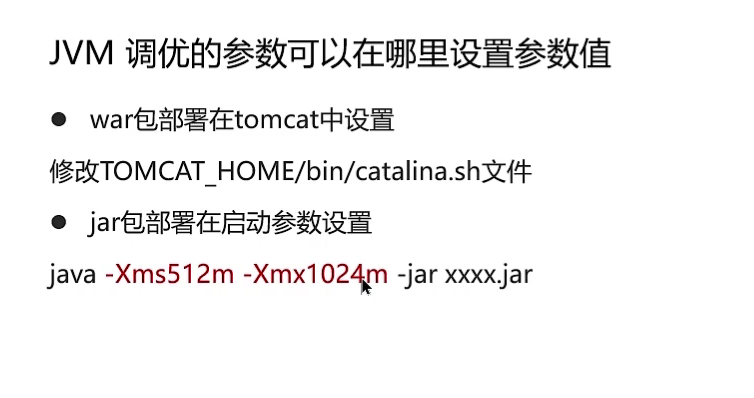 JVM 调优的参数可以在哪里设置参数值
● war包部署在tomcat中设置
修改TOMCAT_HOME/bin/catalina.sh文件
● jar包部署在启动参数设置
java -Xms512m -Xmx1024m -jar xxxx.jar